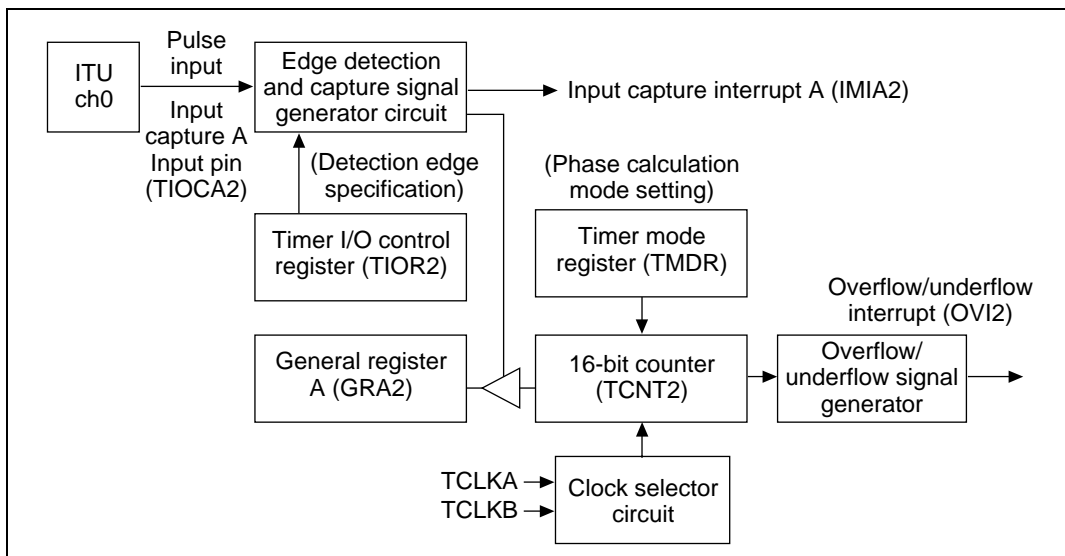 ITU
ch0
Pulse
input
Input
capture A
Input pin
(TIOCA2)
Edge detection
and capture signal
generator circuit
Input capture interrupt A (IMIA2)
(Detection edge
specification)
Timer I/O control
register (TIOR2)
(Phase calculation
mode setting)
Timer mode
register (TMDR)
General register
A (GRA2)
16-bit counter
(TCNT2)
Overflow/underflow
interrupt (OVI2)
Overflow/
underflow signal
generator
TCLKA
TCLKB
Clock selector
circuit